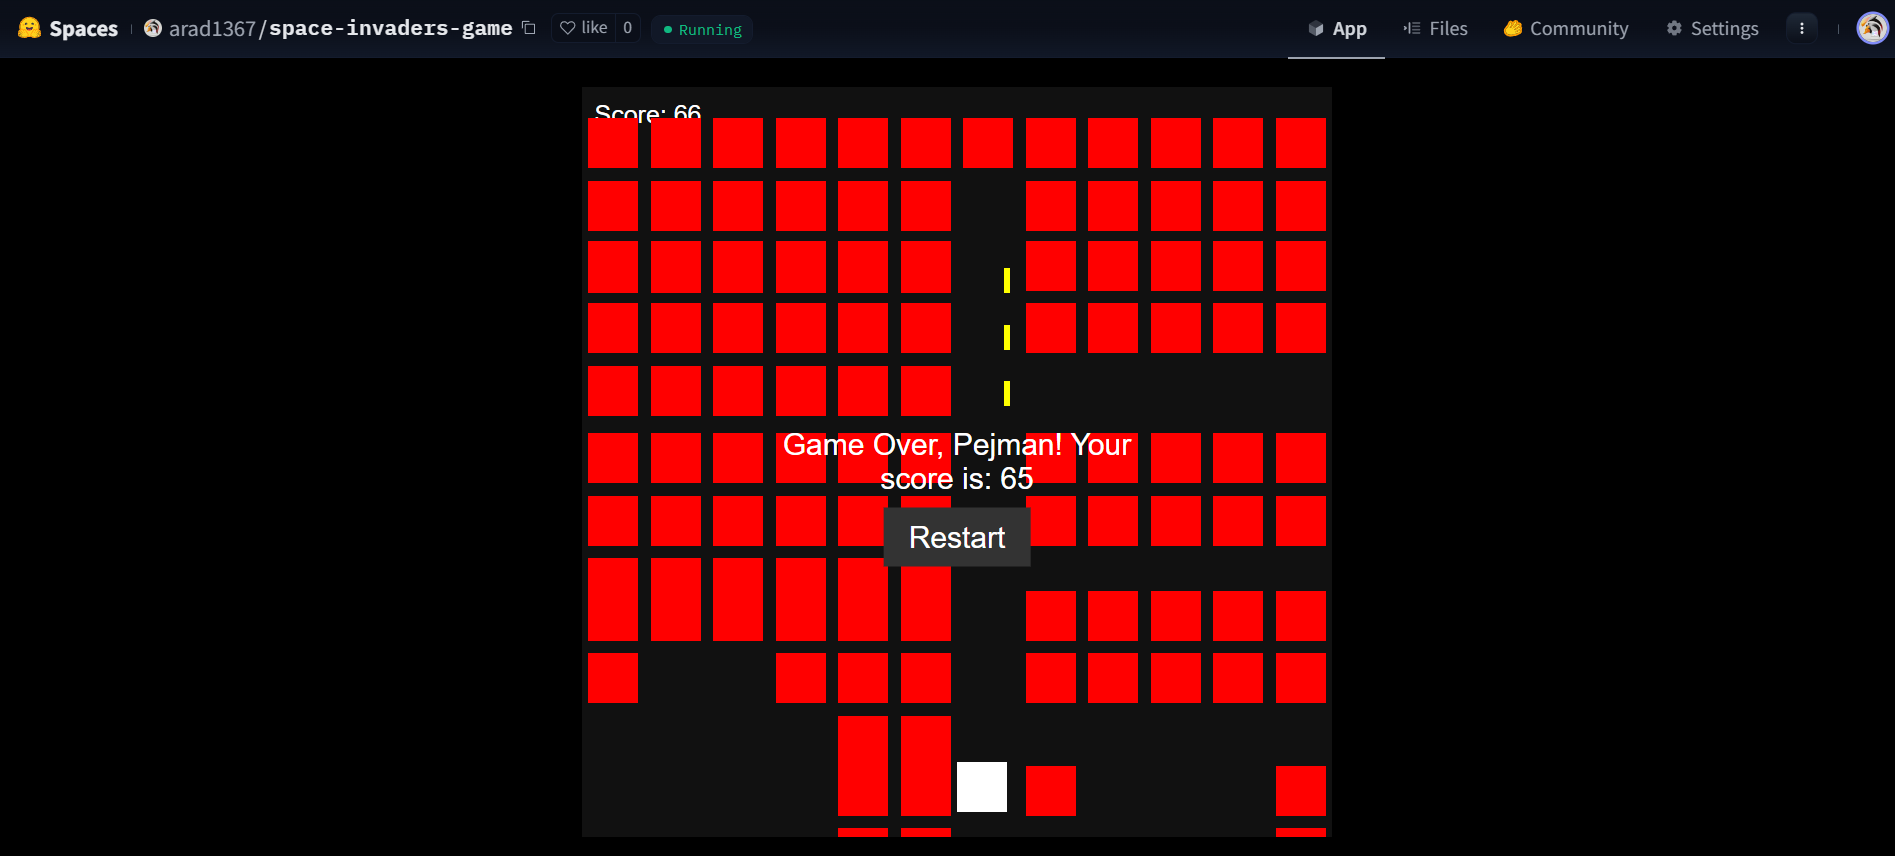 Spaces
arad1367/space-invaders-game
like
0
Running
App
Files
Community
Settings
Score: 66
Game Over, Pejman! Your
score is: 65
Restart